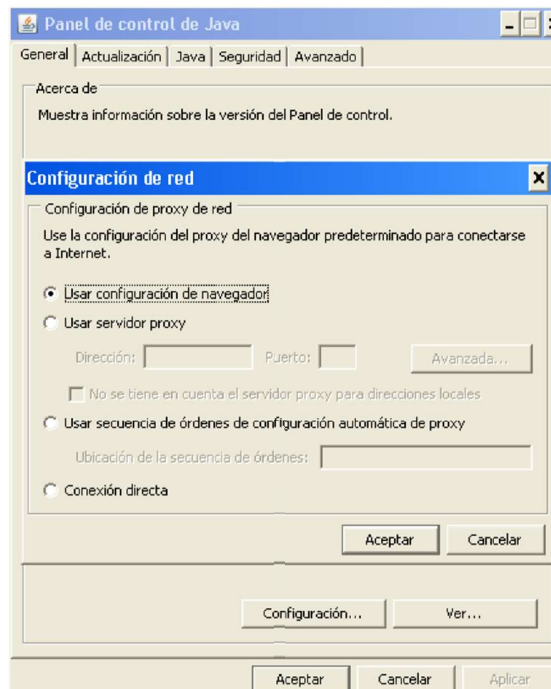 Panel de control de Java
General Actualización Java Seguridad Avanzado
Acerca de
Muestra información sobre la versión del Panel de control.
Configuración de red
Configuración de proxy de red
Use la configuración del proxy del navegador predeterminado para conectarse
a Internet.
Usar configuración de navegador
Usar servidor proxy
Dirección: Puerto: Avanzada...
No se tiene en cuenta el servidor proxy para direcciones locales
Usar secuencia de órdenes de configuración automática de proxy
Ubicación de la secuencia de órdenes:
Conexión directa
Aceptar Cancelar
Configuración... Ver...
Aceptar Cancelar Aplicar